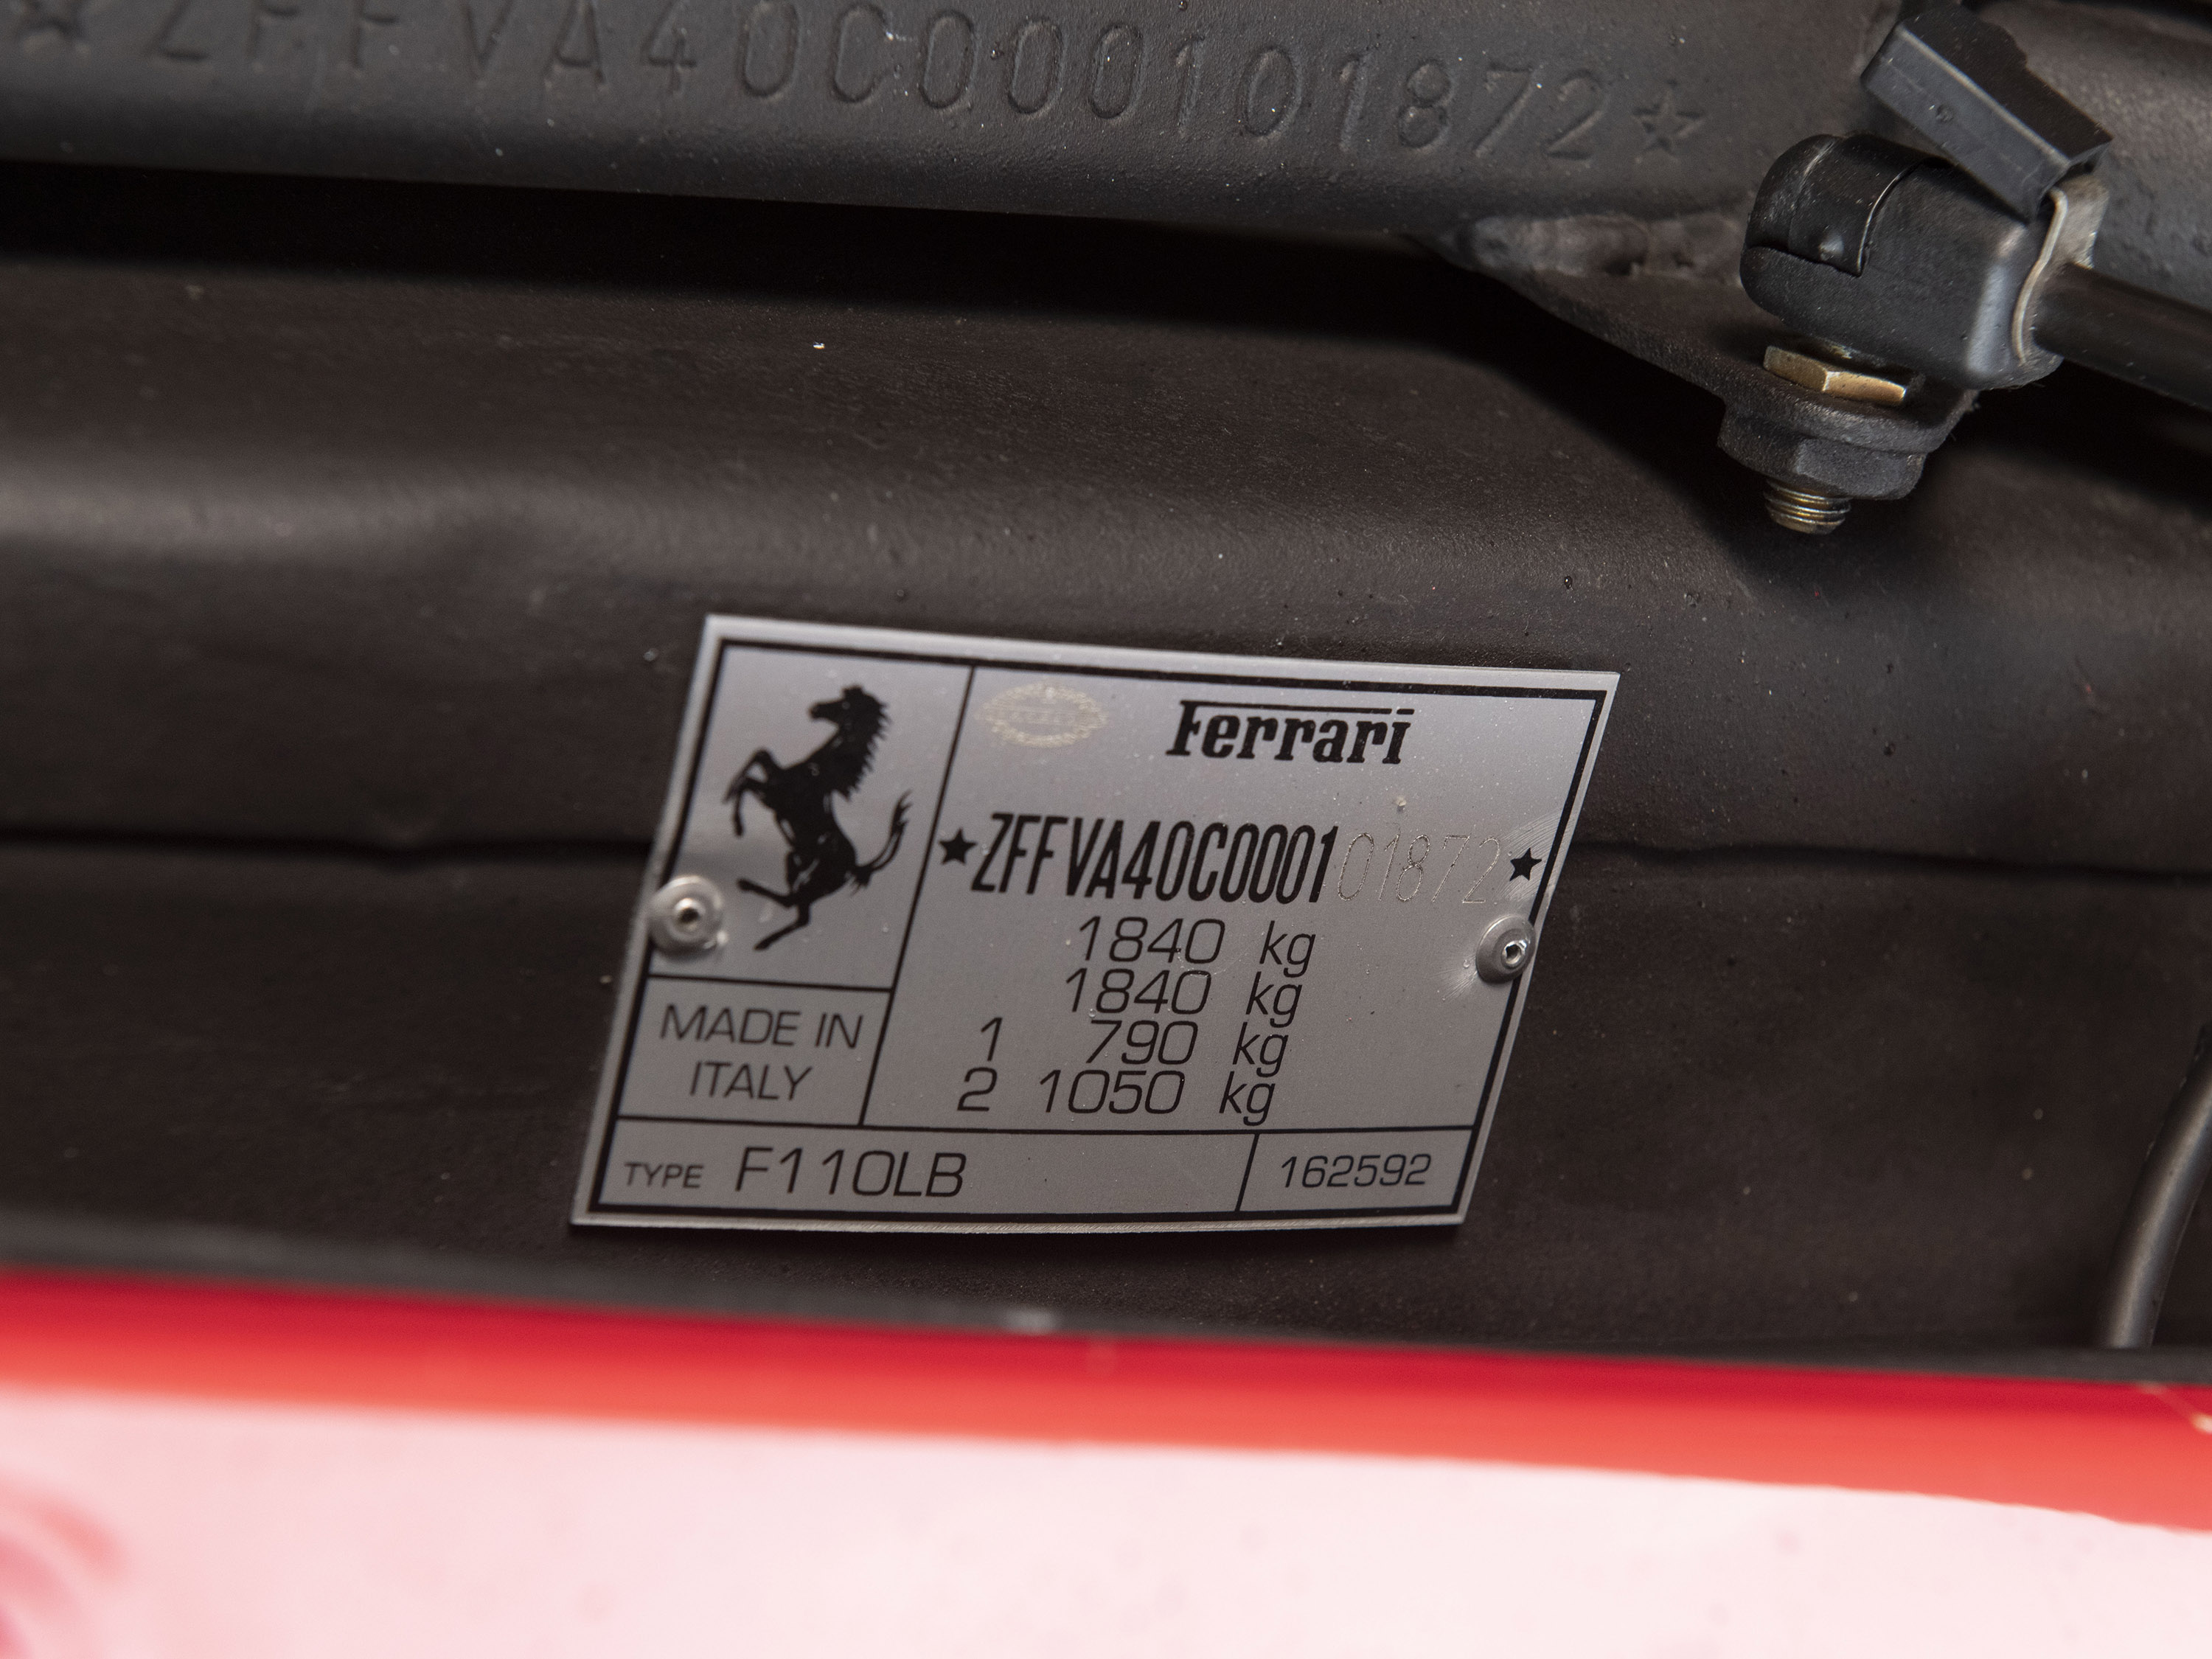 ★ZFFVA40C000101872☆
Ferrari
★ZFFVA40C000101872★
1840 kg
1840 kg
1 790 kg
2 1050 kg
MADE IN
ITALY
TYPE F110LB
162592